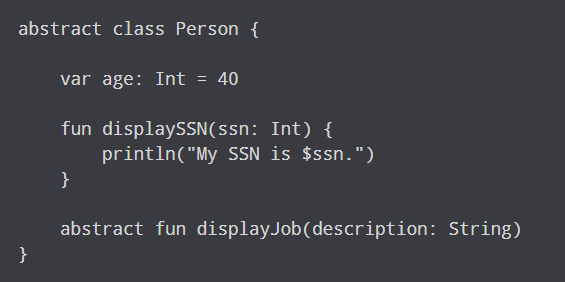 abstract class Person {
var age: Int = 40
fun displaySSN(ssn: Int) {
println("My SSN is $ssn.")
}
abstract fun displayJob(description: String)
}